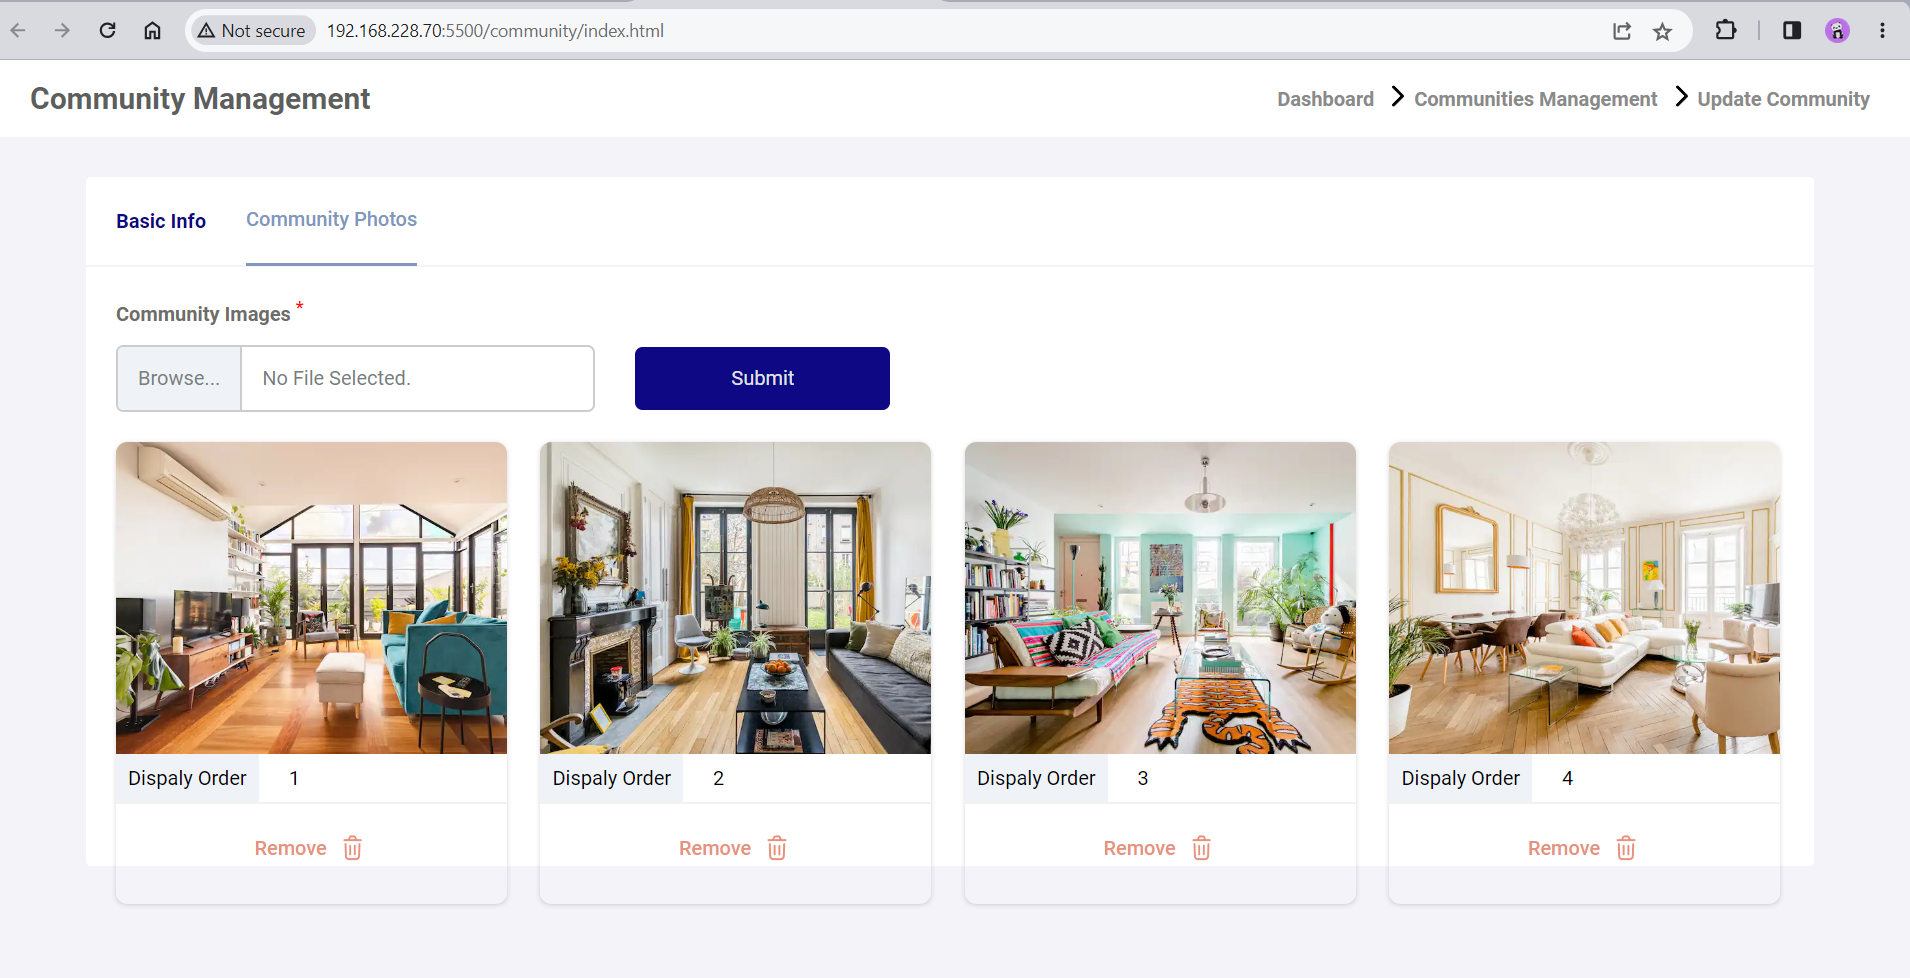 Not secure 192.168.228.70:5500/community/index.html
Community Management
Dashboard Communities Management Update Community
Basic Info Community Photos
Community Images *
Browse... No File Selected. Submit
Dispaly Order 1 Dispaly Order 2 Dispaly Order 3 Dispaly Order 4
Remove Remove Remove Remove